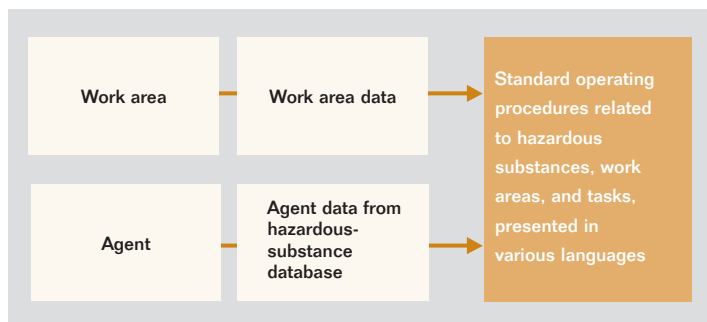 Work area
Work area data
Standard operating
procedures related
to hazardous
substances, work
areas, and tasks,
presented in
various languages
Agent
Agent data from
hazardous-
substance
database